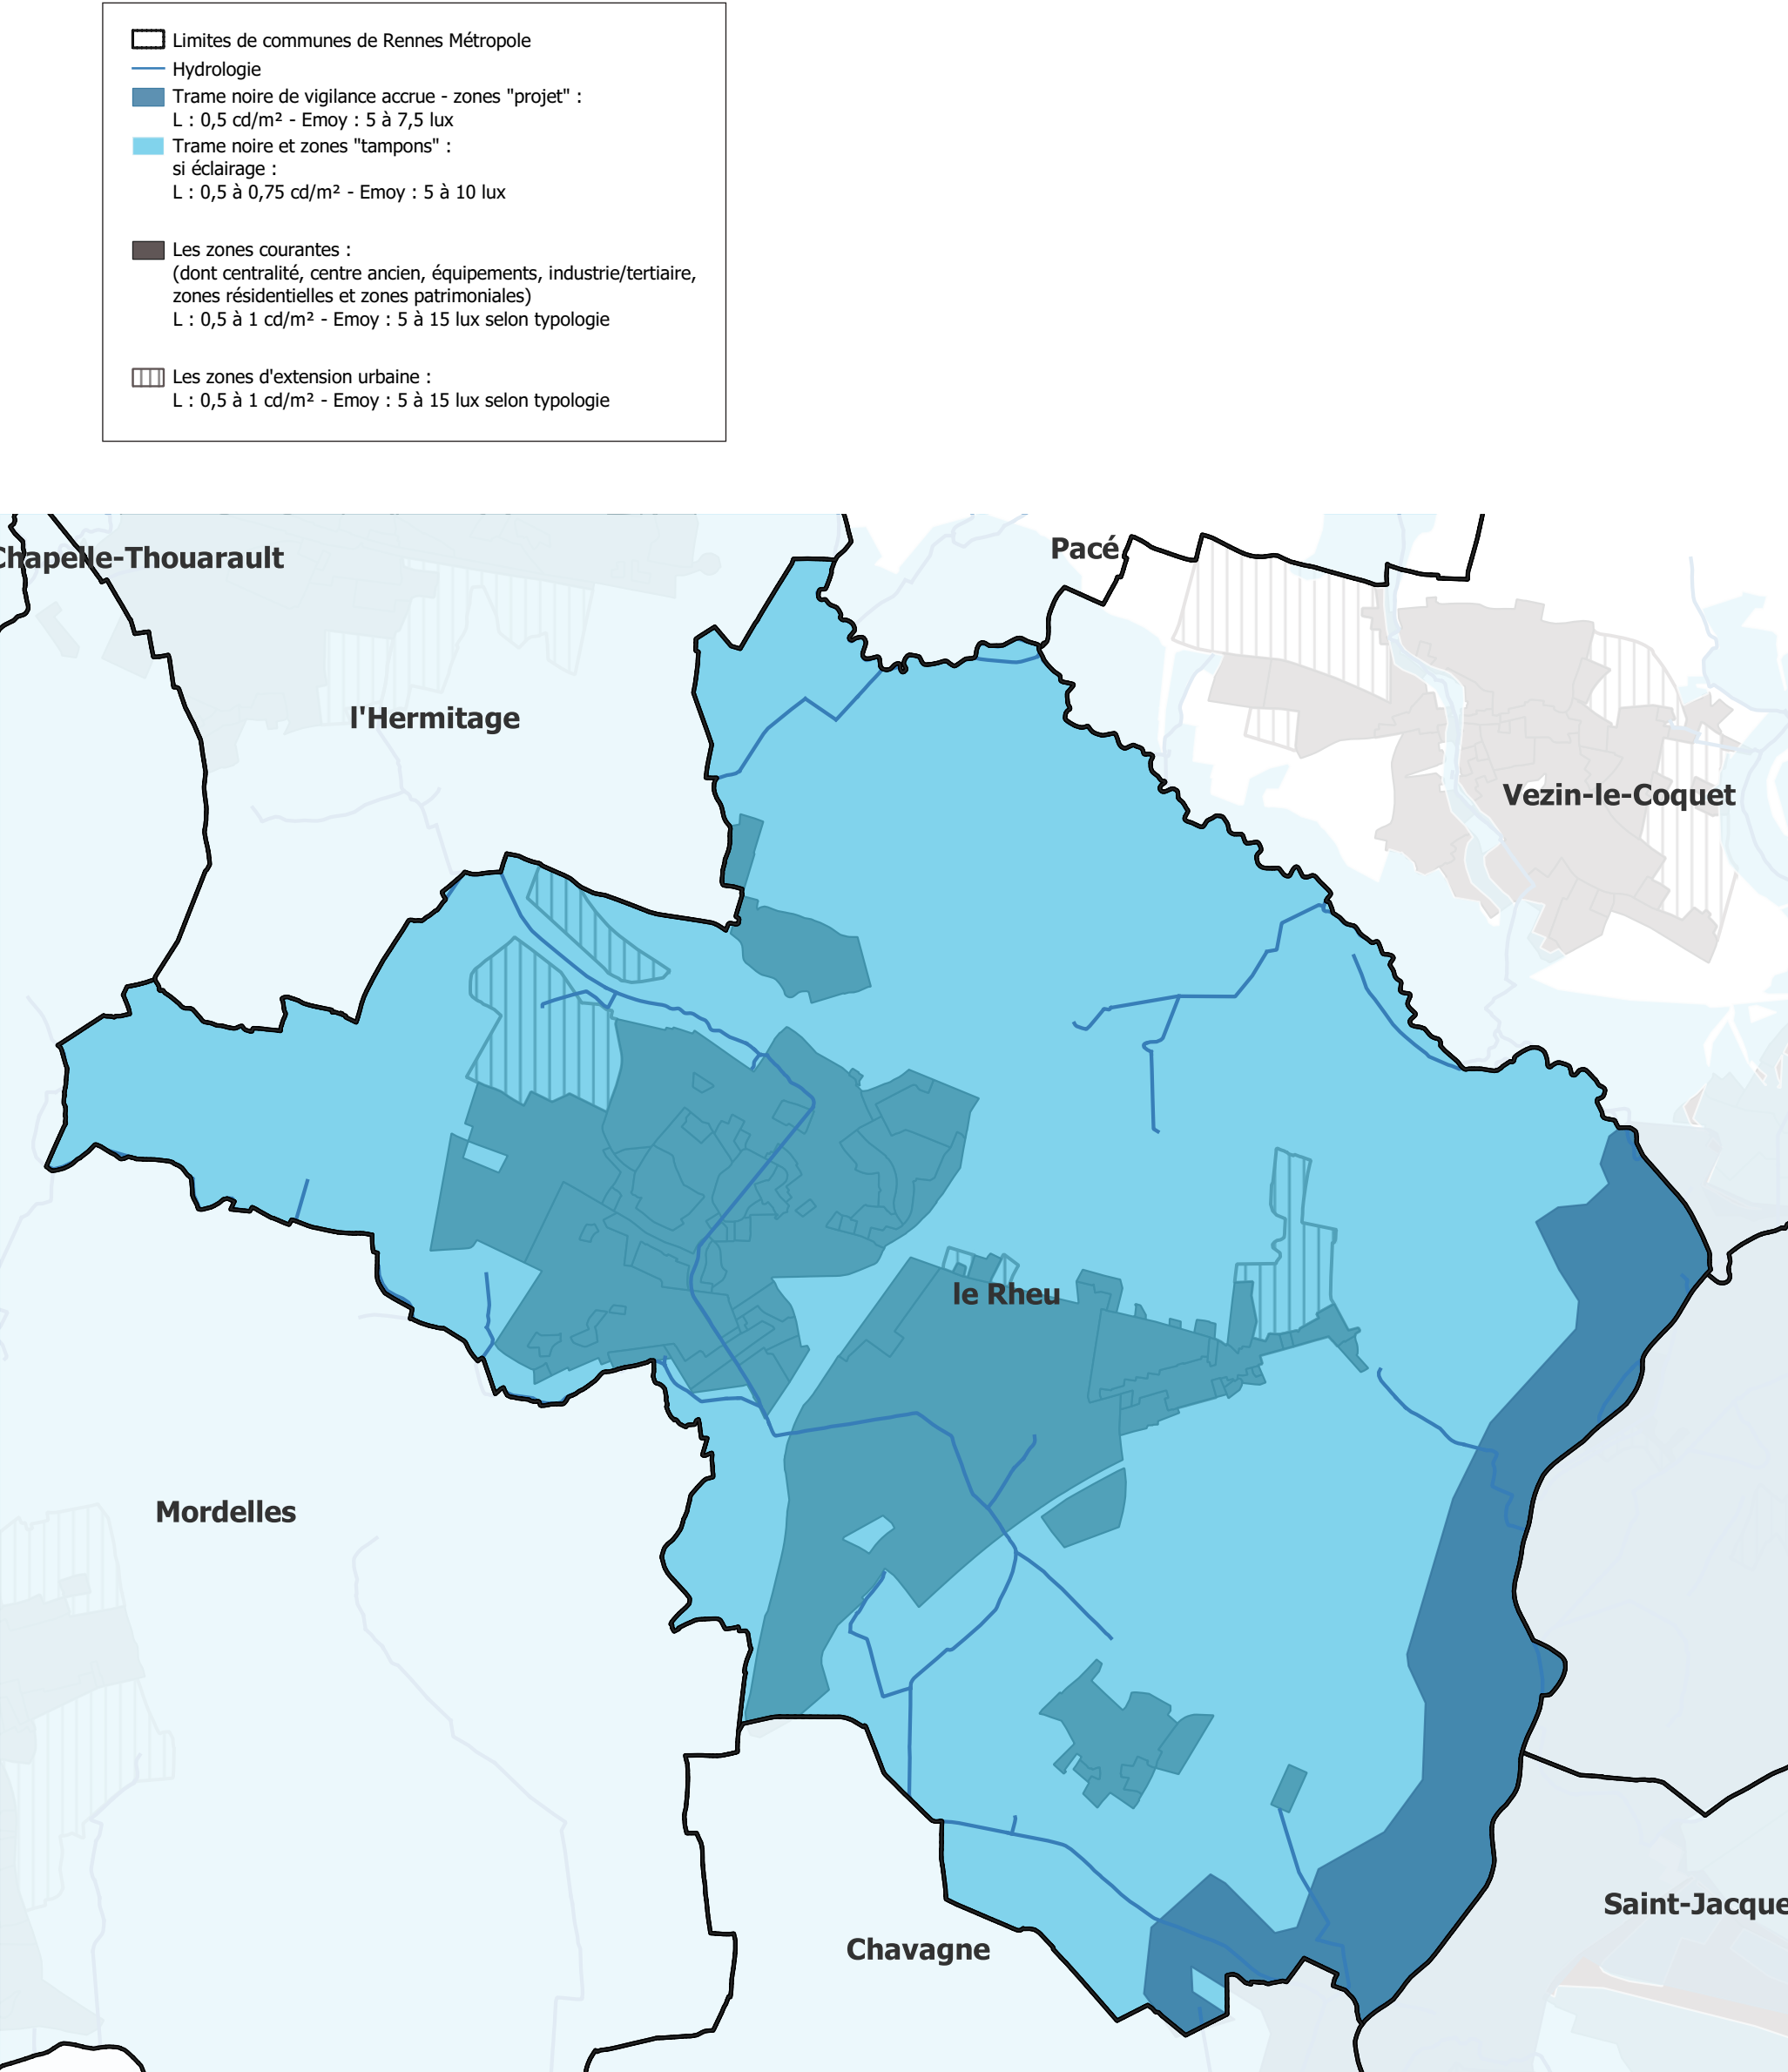 Limites de communes de Rennes Métropole
Hydrologie
Trame noire de vigilance accrue - zones "projet" :
L : 0,5 cd/m² - Emoy : 5 à 7,5 lux
Trame noire et zones "tampons" :
si éclairage :
L : 0,5 à 0,75 cd/m² - Emoy : 5 à 10 lux
Les zones courantes :
(dont centralité, centre ancien, équipements, industrie/tertiaire,
zones résidentielles et zones patrimoniales)
L : 0,5 à 1 cd/m² - Emoy : 5 à 15 lux selon typologie
Les zones d'extension urbaine :
L : 0,5 à 1 cd/m² - Emoy : 5 à 15 lux selon typologie
Pacé
Chapelle-Thouarault
l'Hermitage
Vezin-le-Coquet
le Rheu
Mordelles
Saint-Jacque
Chavagne